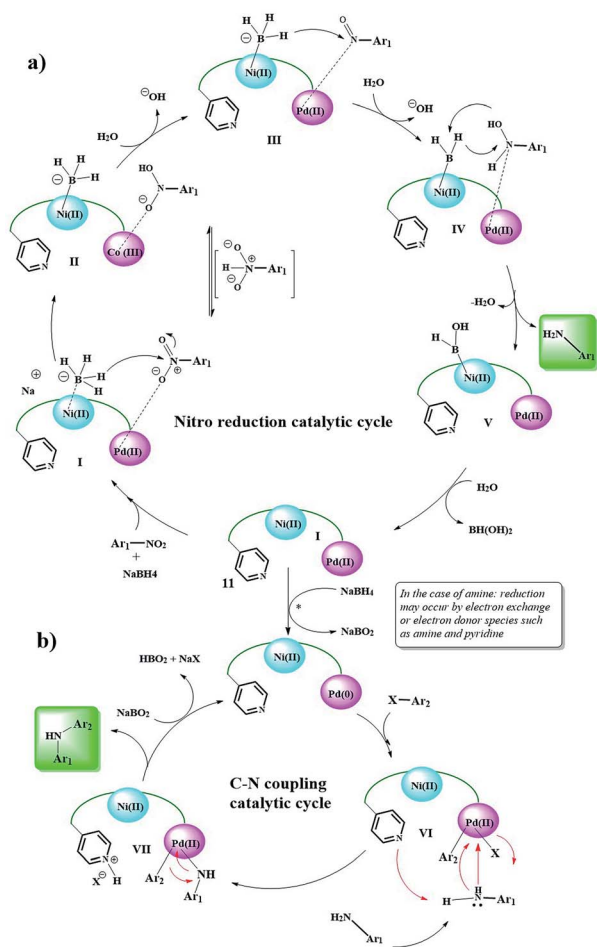 a)
H
H
⊖B
H
Ni(II)
O
N
Ar1
Pd(II)
N
III
⊖OH
H2O
H2O
⊖OH
H
H
⊖B
H
Ni(II)
HO
N
Ar1
O
⊖
Co (III)
N
II
H
H
B
Ni(II)
HO
N
Ar1
H
Pd(II)
N
IV
⊖O
H
N
⊕
Ar1
O
⊖
-H2O
H2N
Ar1
Na
⊕
H
H
⊖B
H
Ni(II)
O
N
⊕
Ar1
O
⊖
Pd(II)
N
I
Nitro reduction catalytic cycle
OH
H
B
Ni(II)
Pd(II)
N
V
Ar1—NO2
+
NaBH4
H2O
BH(OH)2
Ni(II)
I
Pd(II)
N
11
*
NaBH4
NaBO2
In the case of amine: reduction
may occur by electron exchange
or electron donor species such
as amine and pyridine
b)
HBO2 + NaX
NaBO2
Ni(II)
Pd(0)
N
X—Ar2
HN
Ar2
Ar1
C-N coupling
catalytic cycle
Ni(II)
Pd(II)
VII
N
⊕
H
X⊖
Ar2
NH
Ar1
Ni(II)
Pd(II)
VI
N
Ar2
X
H
H
N
Ar1
H2N
Ar1